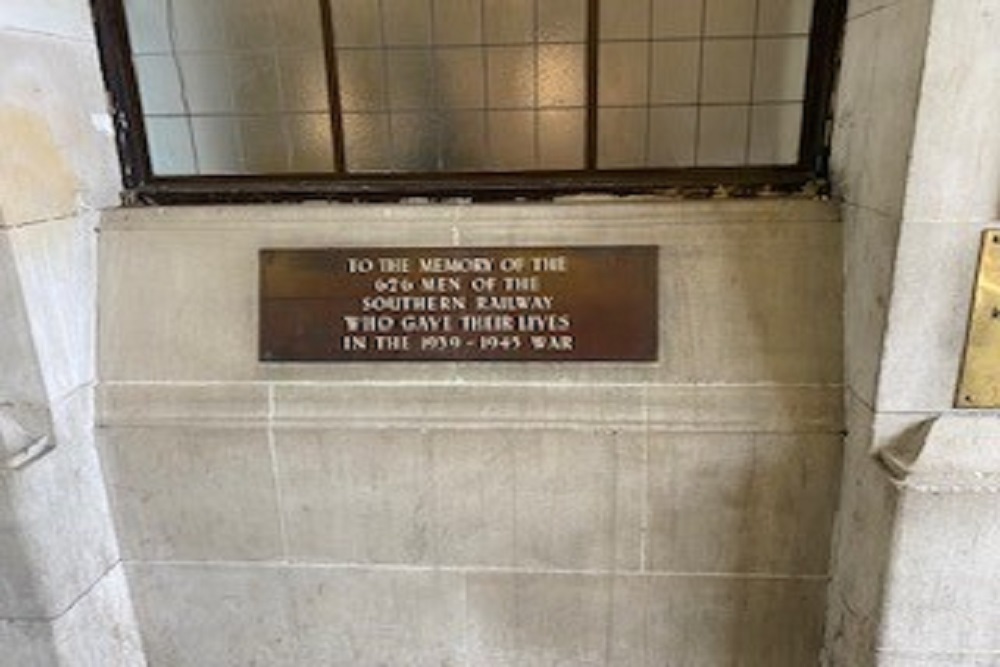 TO THE MEMORY OF THE
626 MEN OF THE
SOUTHERN RAILWAY
WHO GAVE THEIR LIVES
IN THE 1939-1945 WAR